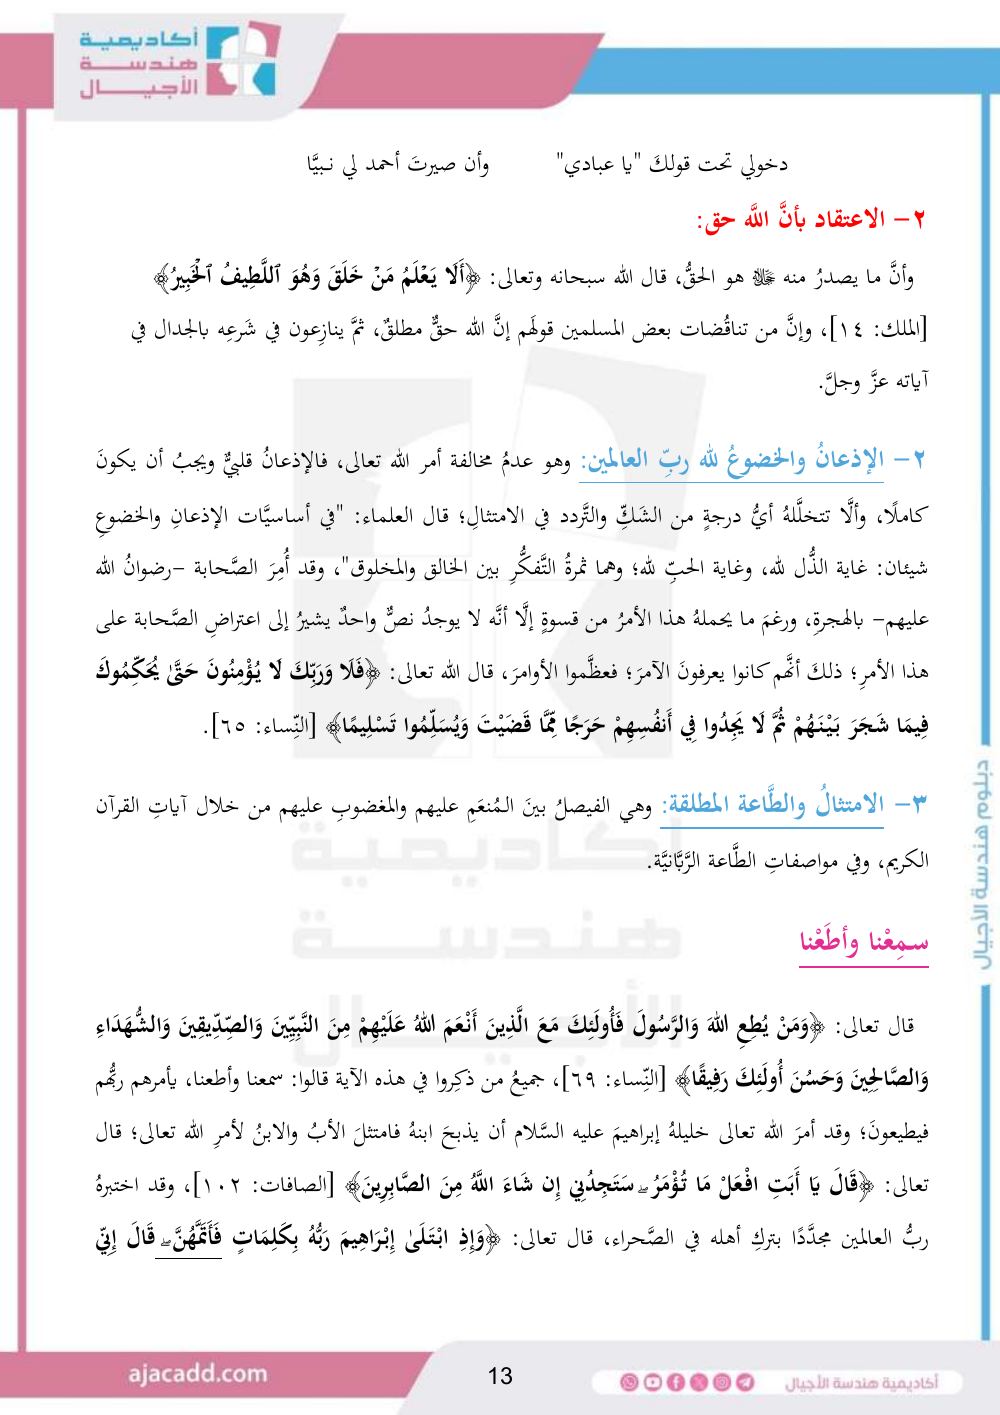 أكاديمية
هندسة
الأجيال
دخولي تحت قولكَ "يا عبادي" وأن صيرتَ أحمد لي نبيَّا
٢- الاعتقاد بأنَّ اللَّه حق:
وأنَّ ما يصدرُ منه ﷻ هو الحقُّ، قال الله سبحانه وتعالى: ﴿أَلَا يَعْلَمُ مَنْ خَلَقَ وَهُوَ ٱللَّطِيفُ ٱلْخَبِيرُ﴾
[الملك: ١٤]، وإنَّ من تناقُضات بعض المسلمين قولَهم إنَّ الله حقٌّ مطلقٌ، ثمَّ ينازِعون في شَرعِه بالجدال في
آياته عزَّ وجلَّ.
٢- الإذعانُ والخضوعُ لله ربِّ العالمين: وهو عدمُ مخالفة أمر الله تعالى، فالإذعانُ قلبيٌّ ويجبُ أن يكونَ
كاملًا، وألَّا تتخلَّلهُ أيُّ درجةٍ من الشَكِّ والتَّردد في الامتثالِ؛ قال العلماء: "في أساسيَّات الإذعانِ والخضوعِ
شيئان: غاية الذُّل لله، وغاية الحبِّ لله؛ وهما ثمرةُ التَّفكُّرِ بين الخالق والمخلوق"، وقد أُمِرَ الصَّحابة -رضوانُ الله
عليهم- بالهجرةِ، ورغمَ ما يحملهُ هذا الأمرُ من قسوةٍ إلَّا أنَّه لا يوجدُ نصٌّ واحدٌ يشيرُ إلى اعتراضِ الصَّحابة على
هذا الأمرِ؛ ذلكَ أنَّهم كانوا يعرفونَ الآمرَ؛ فعظَّموا الأوامرَ، قال الله تعالى: ﴿فَلَا وَرَبِّكَ لَا يُؤْمِنُونَ حَتَّىٰ يُحَكِّمُوكَ
فِيمَا شَجَرَ بَيْنَهُمْ ثُمَّ لَا يَجِدُوا فِي أَنفُسِهِمْ حَرَجًا مِّمَّا قَضَيْتَ وَيُسَلِّمُوا تَسْلِيمًا﴾ [النِّساء: ٦٥].
٣- الامتثالُ والطَّاعة المطلقة: وهي الفيصلُ بينَ المُنعَمِ عليهم والمغضوبِ عليهم من خلال آياتِ القرآن
الكريم، وفي مواصفاتِ الطَّاعة الرَّبَّانيَّة.
سمِعْنا وأطَعْنا
قال تعالى: ﴿وَمَنْ يُطِعِ اللهَ وَالرَّسُولَ فَأُولَئِكَ مَعَ الَّذِينَ أَنْعَمَ اللهُ عَلَيْهِمْ مِنَ النَّبِيِّينَ وَالصِّدِّيقِينَ وَالشُّهَدَاءِ
وَالصَّالِحِينَ وَحَسُنَ أُولَئِكَ رَفِيقًا﴾ [النِّساء: ٦٩]، جميعُ من ذكِروا في هذه الآية قالوا: سمعنا وأطعنا، يأمرهم ربُّهم
فيطيعونَ؛ وقد أمرَ الله تعالى خليلهُ إبراهيمَ عليه السَّلام أن يذبحَ ابنهُ فامتثلَ الأبُ والابنُ لأمرِ الله تعالى؛ قال
تعالى: ﴿قَالَ يَا أَبَتِ افْعَلْ مَا تُؤْمَرُ ۖ سَتَجِدُنِي إِن شَاءَ اللَّهُ مِنَ الصَّابِرِينَ﴾ [الصافات: ١٠٢]، وقد اختبرهُ
ربُّ العالمين مجدَّدًا بتركِ أهله في الصَّحراء، قال تعالى: ﴿وَإِذِ ابْتَلَىٰ إِبْرَاهِيمَ رَبُّهُ بِكَلِمَاتٍ فَأَتَمَّهُنَّ ۖ قَالَ إِنِّي
دبلوم هندسة الأجيال
أكاديمية
هندسة
الأجيال
ajacadd.com
13
أكاديمية هندسة الأجيال